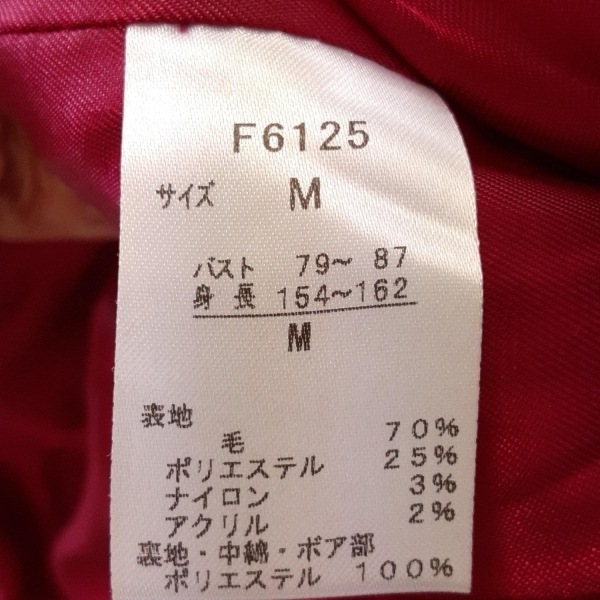 F6125
サイズ M
バスト 79~ 87
身長 154~162
M
表地
毛 70%
ポリエステル 25%
ナイロン 3%
アクリル 2%
裏地・中綿・ボア部
ポリエステル 100%